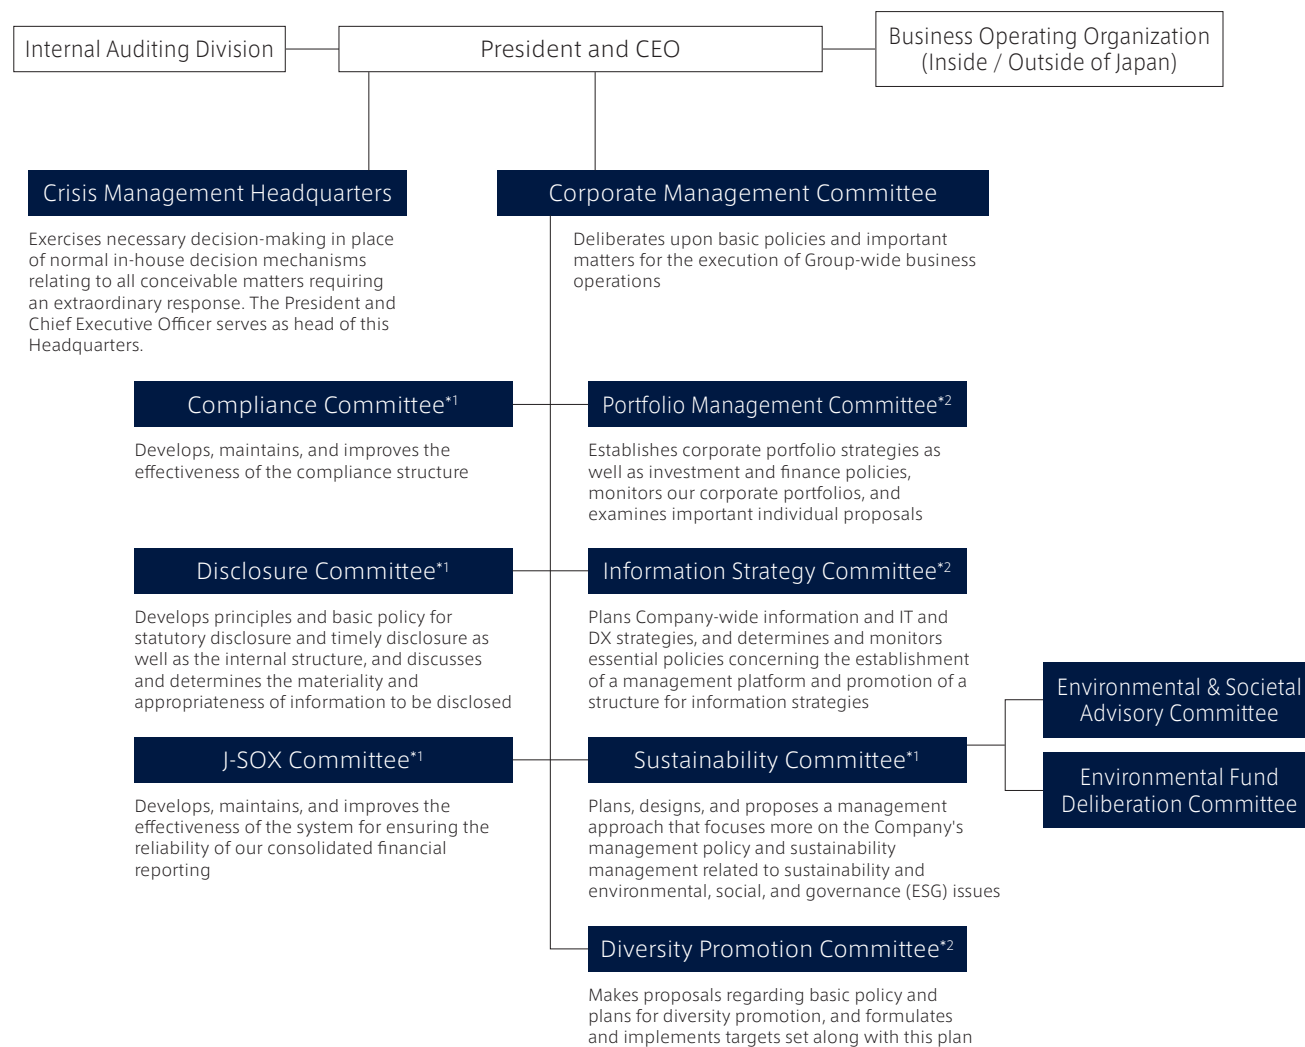 Internal Auditing Division
President and CEO
Business Operating Organization
(Inside / Outside of Japan)
Crisis Management Headquarters
Exercises necessary decision-making in place
of normal in-house decision mechanisms
relating to all conceivable matters requiring
an extraordinary response. The President and
Chief Executive Officer serves as head of this
Headquarters.
Corporate Management Committee
Deliberates upon basic policies and important
matters for the execution of Group-wide business
operations
Compliance Committee*1
Develops, maintains, and improves the
effectiveness of the compliance structure
Portfolio Management Committee*2
Establishes corporate portfolio strategies as
well as investment and finance policies,
monitors our corporate portfolios, and
examines important individual proposals
Disclosure Committee*1
Develops principles and basic policy for
statutory disclosure and timely disclosure as
well as the internal structure, and discusses
and determines the materiality and
appropriateness of information to be disclosed
Information Strategy Committee*2
Plans Company-wide information and IT and
DX strategies, and determines and monitors
essential policies concerning the establishment
of a management platform and promotion of a
structure for information strategies
J-SOX Committee*1
Develops, maintains, and improves the
effectiveness of the system for ensuring the
reliability of our consolidated financial
reporting
Sustainability Committee*1
Plans, designs, and proposes a management
approach that focuses more on the Company's
management policy and sustainability
management related to sustainability and
environmental, social, and governance (ESG) issues
Environmental & Societal
Advisory Committee
Environmental Fund
Deliberation Committee
Diversity Promotion Committee*2
Makes proposals regarding basic policy and
plans for diversity promotion, and formulates
and implements targets set along with this plan